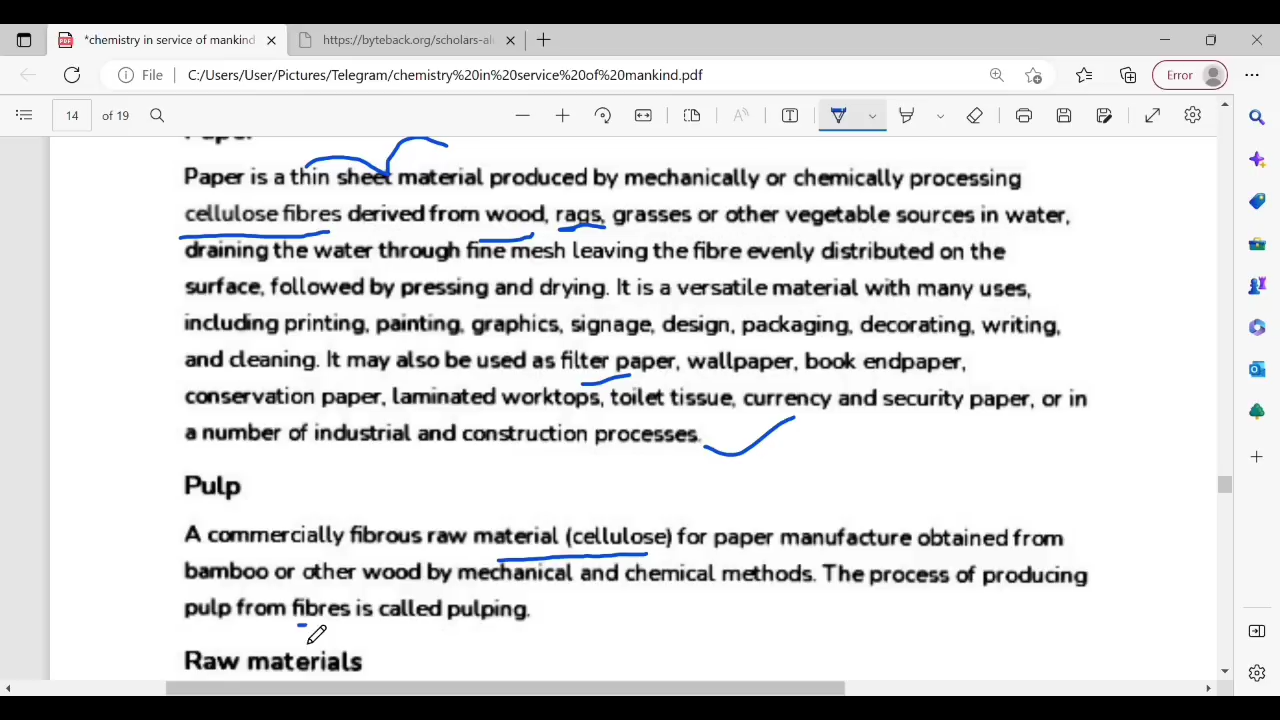 *chemistry in service of mankind
https://byteback.org/scholars-al
File
C:/Users/User/Pictures/Telegram/chemistry%20in%20service%20of%20mankind.pdf
Error
14 of 19
Paper
Paper is a thin sheet material produced by mechanically or chemically processing
cellulose fibres derived from wood, rags, grasses or other vegetable sources in water,
draining the water through fine mesh leaving the fibre evenly distributed on the
surface, followed by pressing and drying. It is a versatile material with many uses,
including printing, painting, graphics, signage, design, packaging, decorating, writing,
and cleaning. It may also be used as filter paper, wallpaper, book endpaper,
conservation paper, laminated worktops, toilet tissue, currency and security paper, or in
a number of industrial and construction processes.
Pulp
A commercially fibrous raw material (cellulose) for paper manufacture obtained from
bamboo or other wood by mechanical and chemical methods. The process of producing
pulp from fibres is called pulping.
Raw materials